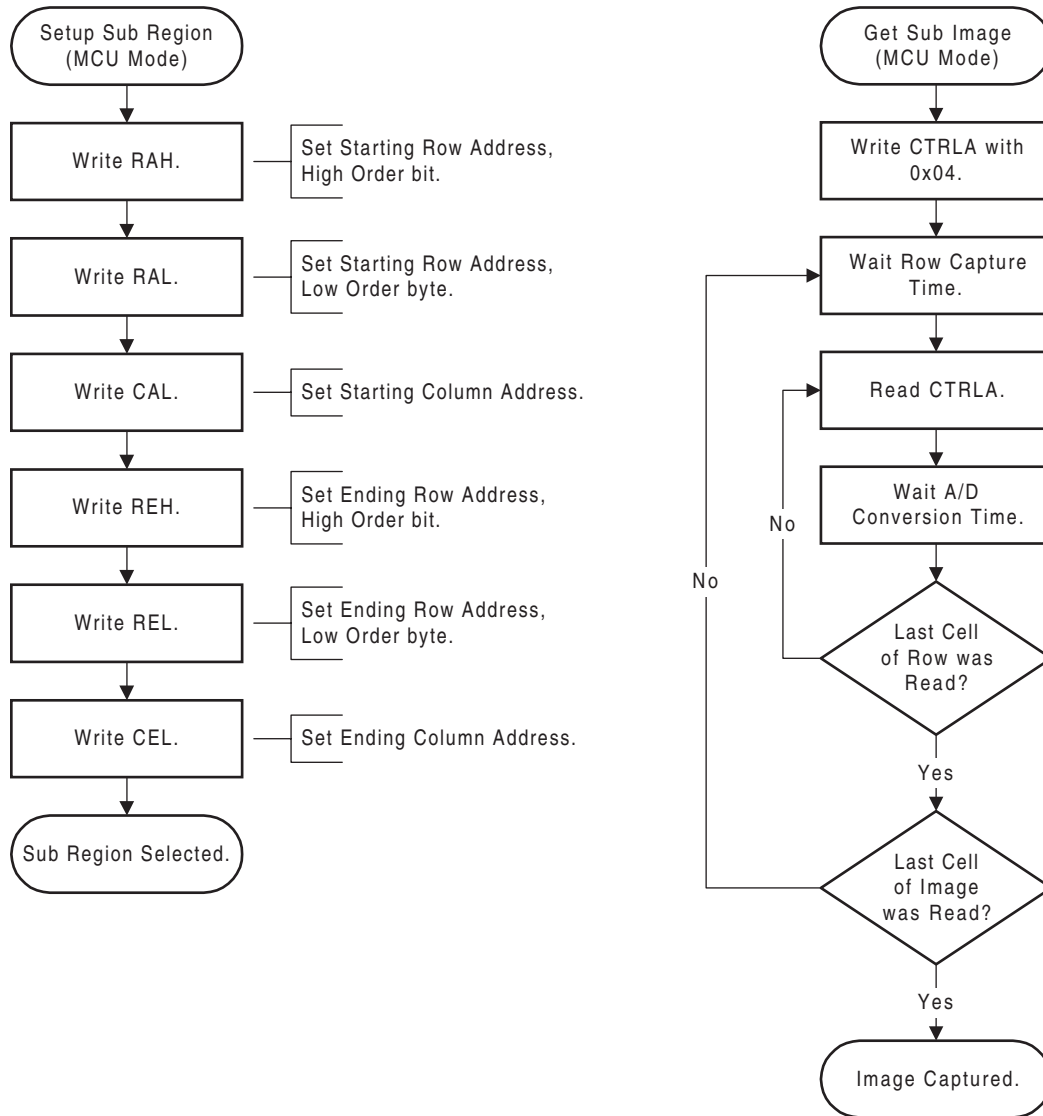 Setup Sub Region
(MCU Mode)
Write RAH.
Set Starting Row Address,
High Order bit.
Write RAL.
Set Starting Row Address,
Low Order byte.
Write CAL.
Set Starting Column Address.
Write REH.
Set Ending Row Address,
High Order bit.
Write REL.
Set Ending Row Address,
Low Order byte.
Write CEL.
Set Ending Column Address.
Sub Region Selected.
Get Sub Image
(MCU Mode)
Write CTRLA with
0x04.
Wait Row Capture
Time.
Read CTRLA.
Wait A/D
Conversion Time.
No
Last Cell
of Row was
Read?
Yes
No
Last Cell
of Image
was Read?
Yes
Image Captured.